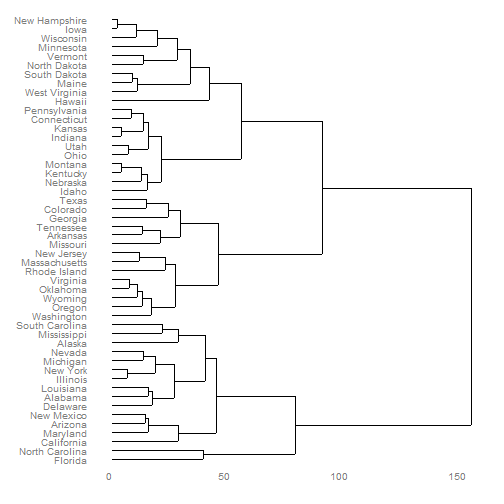 New Hampshire
Iowa
Wisconsin
Minnesota
Vermont
North Dakota
South Dakota
Maine
West Virginia
Hawaii
Pennsylvania
Connecticut
Kansas
Indiana
Utah
Ohio
Montana
Kentucky
Nebraska
Idaho
Texas
Colorado
Georgia
Tennessee
Arkansas
Missouri
New Jersey
Massachusetts
Rhode Island
Virginia
Oklahoma
Wyoming
Oregon
Washington
South Carolina
Mississippi
Alaska
Nevada
Michigan
New York
Illinois
Louisiana
Alabama
Delaware
New Mexico
Arizona
Maryland
California
North Carolina
Florida
0 50 100 150